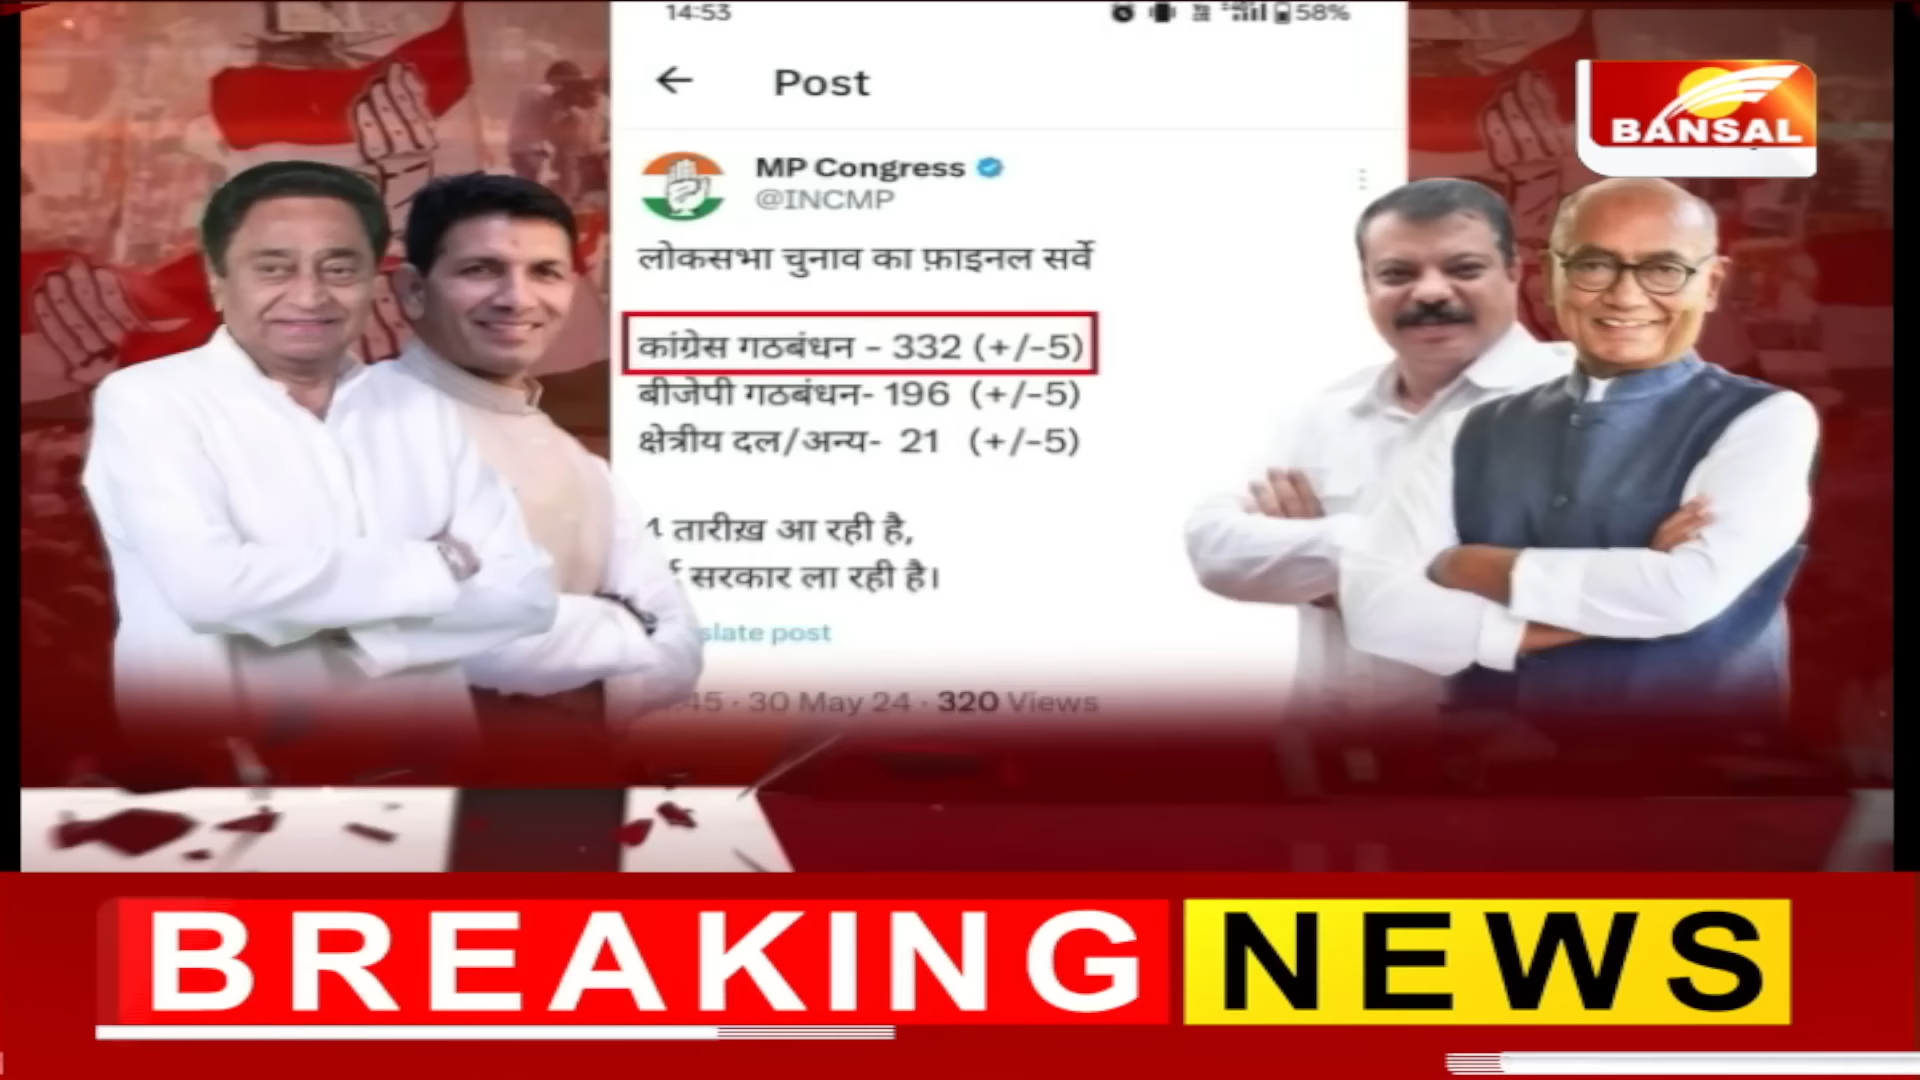 14:53
58%
Post
BANSAL
MP Congress
@INCMP
लोकसभा चुनाव का फ़ाइनल सर्वे
कांग्रेस गठबंधन - 332 (+/-5)
बीजेपी गठबंधन- 196 (+/-5)
क्षेत्रीय दल/अन्य- 21 (+/-5)
तारीख़ आ रही है,
सरकार ला रही है।
slate post
:45 · 30 May 24 · 320 Views
BREAKING NEWS